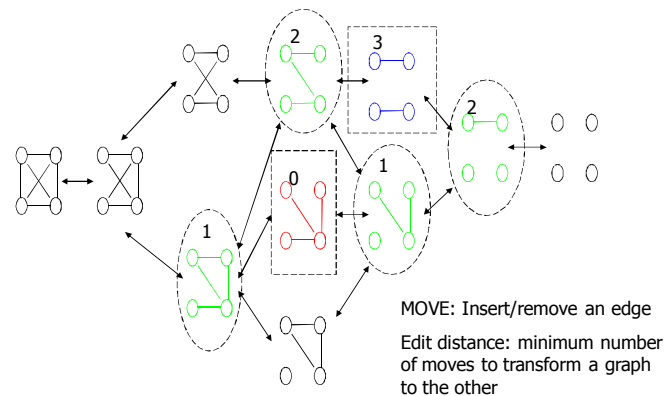 2
3
2
0
1
1
MOVE: Insert/remove an edge
Edit distance: minimum number
of moves to transform a graph
to the other